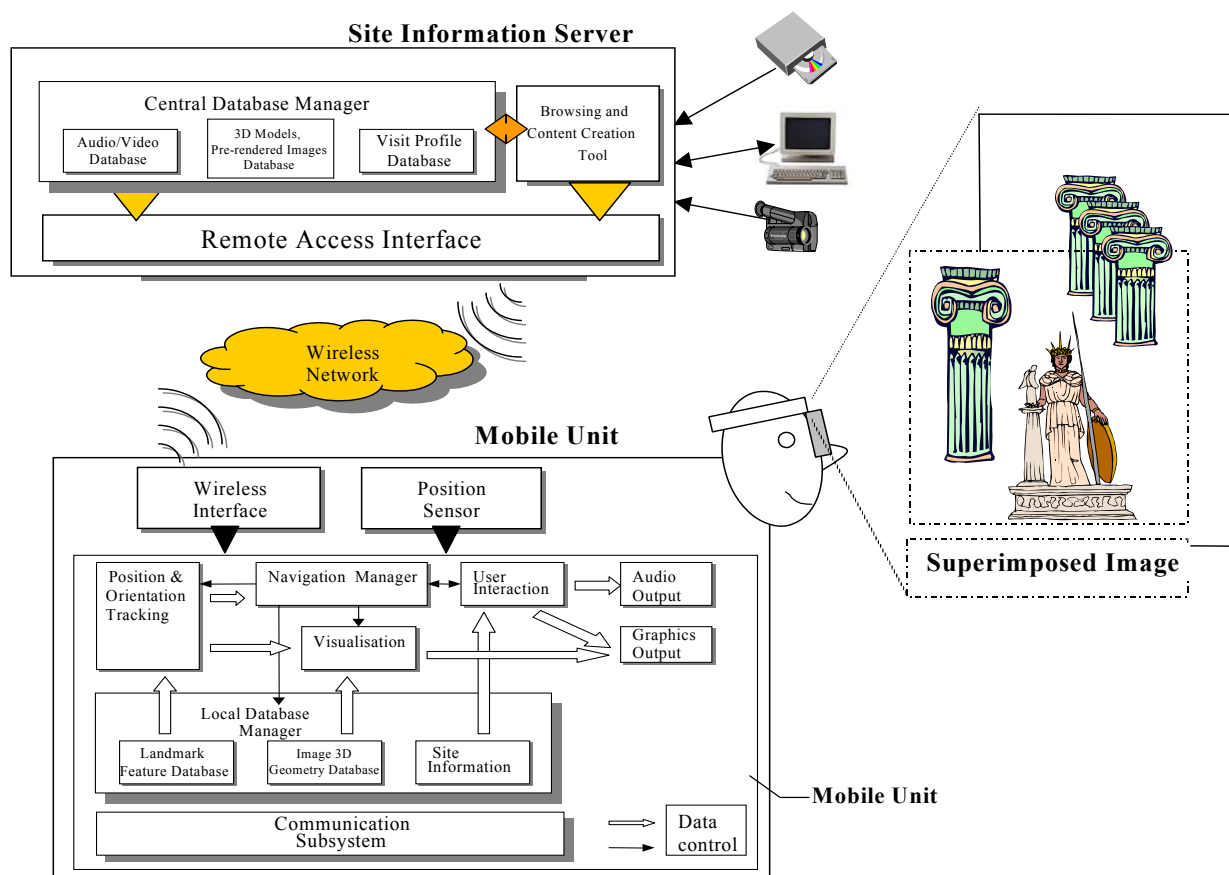 Site Information Server
Central Database Manager
Audio/Video
Database
3D Models,
Pre-rendered Images
Database
Visit Profile
Database
Browsing and
Content Creation
Tool
Remote Access Interface
Wireless
Network
Mobile Unit
Wireless
Interface
Position
Sensor
Position &
Orientation
Tracking
Navigation Manager
User
Interaction
Audio
Output
Visualisation
Graphics
Output
Local Database
Manager
Landmark
Feature Database
Image 3D
Geometry Database
Site
Information
Communication
Subsystem
Data
control
Mobile Unit
Superimposed Image